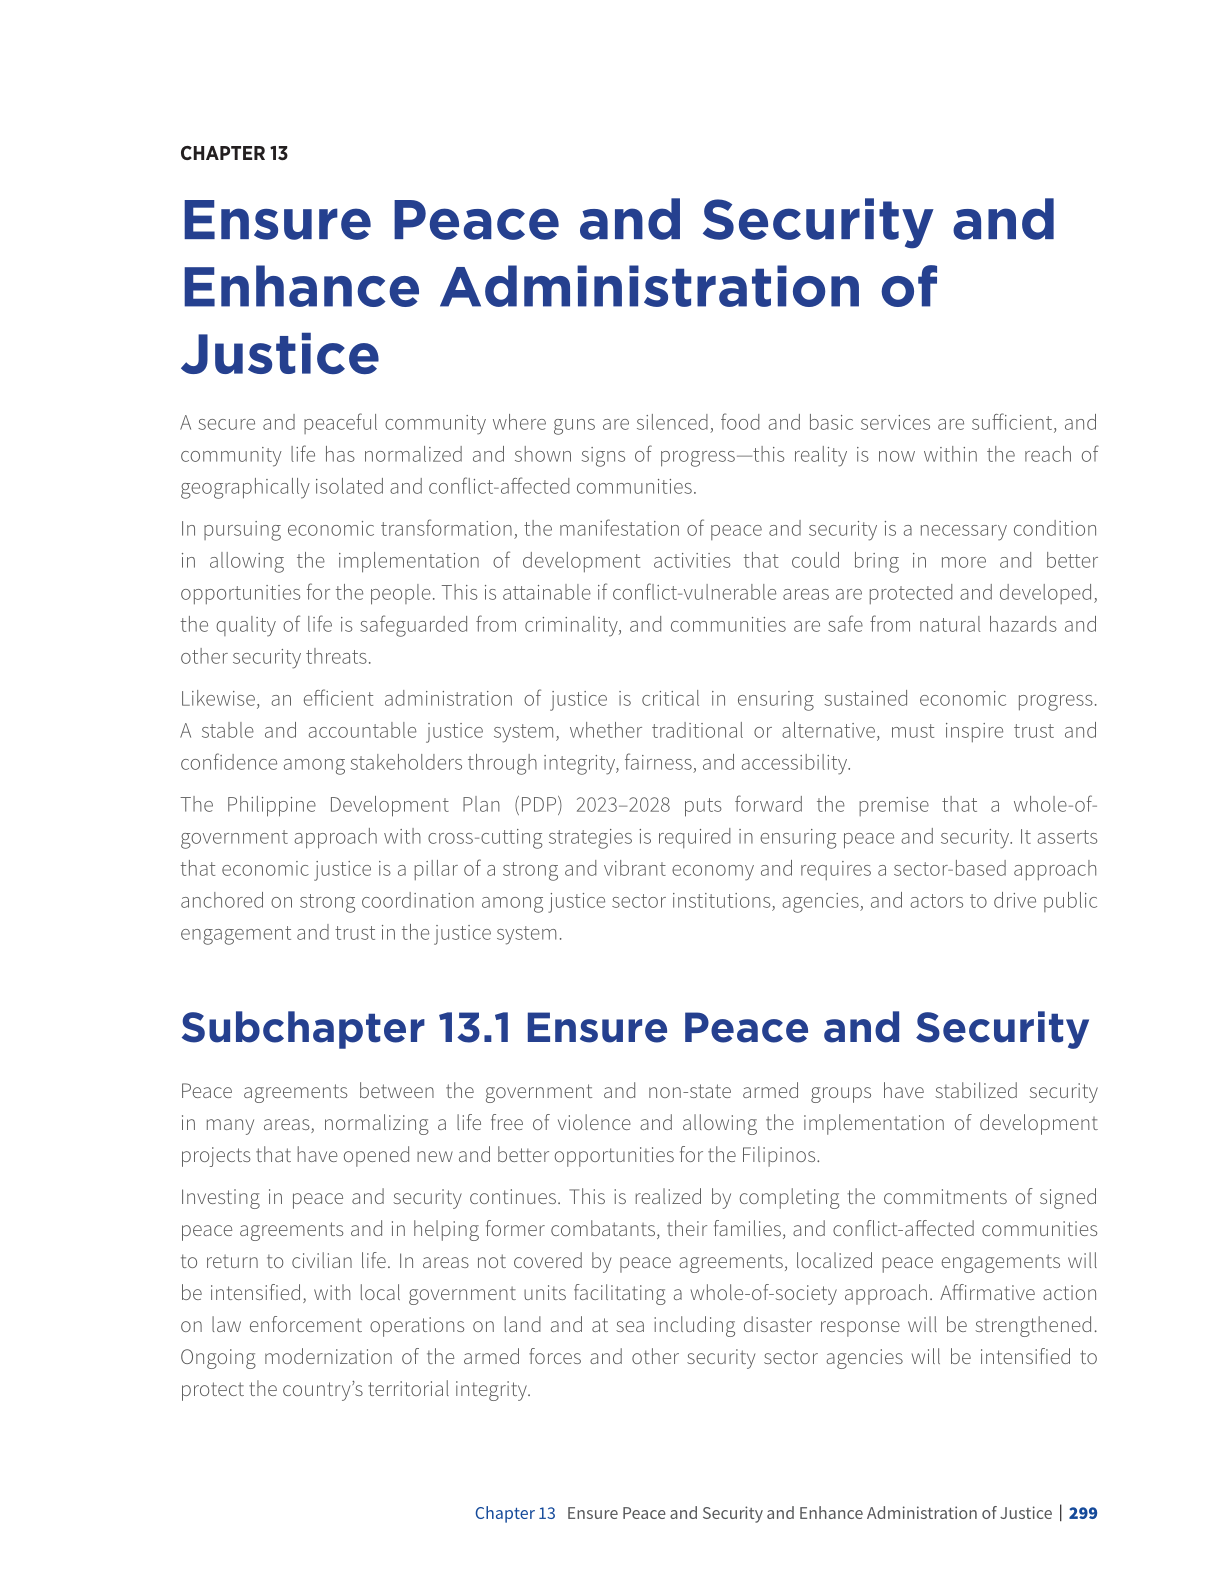 CHAPTER 13
Ensure Peace and Security and
Enhance Administration of
Justice
A secure and peaceful community where guns are silenced, food and basic services are sufficient, and
community life has normalized and shown signs of progress—this reality is now within the reach of
geographically isolated and conflict-affected communities.
In pursuing economic transformation, the manifestation of peace and security is a necessary condition
in allowing the implementation of development activities that could bring in more and better
opportunities for the people. This is attainable if conflict-vulnerable areas are protected and developed,
the quality of life is safeguarded from criminality, and communities are safe from natural hazards and
other security threats.
Likewise, an efficient administration of justice is critical in ensuring sustained economic progress.
A stable and accountable justice system, whether traditional or alternative, must inspire trust and
confidence among stakeholders through integrity, fairness, and accessibility.
The Philippine Development Plan (PDP) 2023–2028 puts forward the premise that a whole-of-
government approach with cross-cutting strategies is required in ensuring peace and security. It asserts
that economic justice is a pillar of a strong and vibrant economy and requires a sector-based approach
anchored on strong coordination among justice sector institutions, agencies, and actors to drive public
engagement and trust in the justice system.
Subchapter 13.1 Ensure Peace and Security
Peace agreements between the government and non-state armed groups have stabilized security
in many areas, normalizing a life free of violence and allowing the implementation of development
projects that have opened new and better opportunities for the Filipinos.
Investing in peace and security continues. This is realized by completing the commitments of signed
peace agreements and in helping former combatants, their families, and conflict-affected communities
to return to civilian life. In areas not covered by peace agreements, localized peace engagements will
be intensified, with local government units facilitating a whole-of-society approach. Affirmative action
on law enforcement operations on land and at sea including disaster response will be strengthened.
Ongoing modernization of the armed forces and other security sector agencies will be intensified to
protect the country’s territorial integrity.
Chapter 13 Ensure Peace and Security and Enhance Administration of Justice | 299